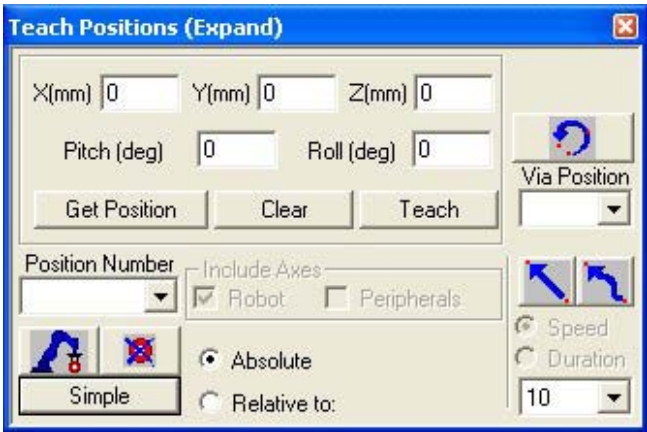 Teach Positions (Expand)
X(mm) 0 Y(mm) 0 Z(mm) 0
Pitch (deg) 0 Roll (deg) 0
Get Position Clear Teach
Via Position
Position Number
Include Axes
Robot Peripherals
Speed
Duration
Absolute
Simple
Relative to:
10